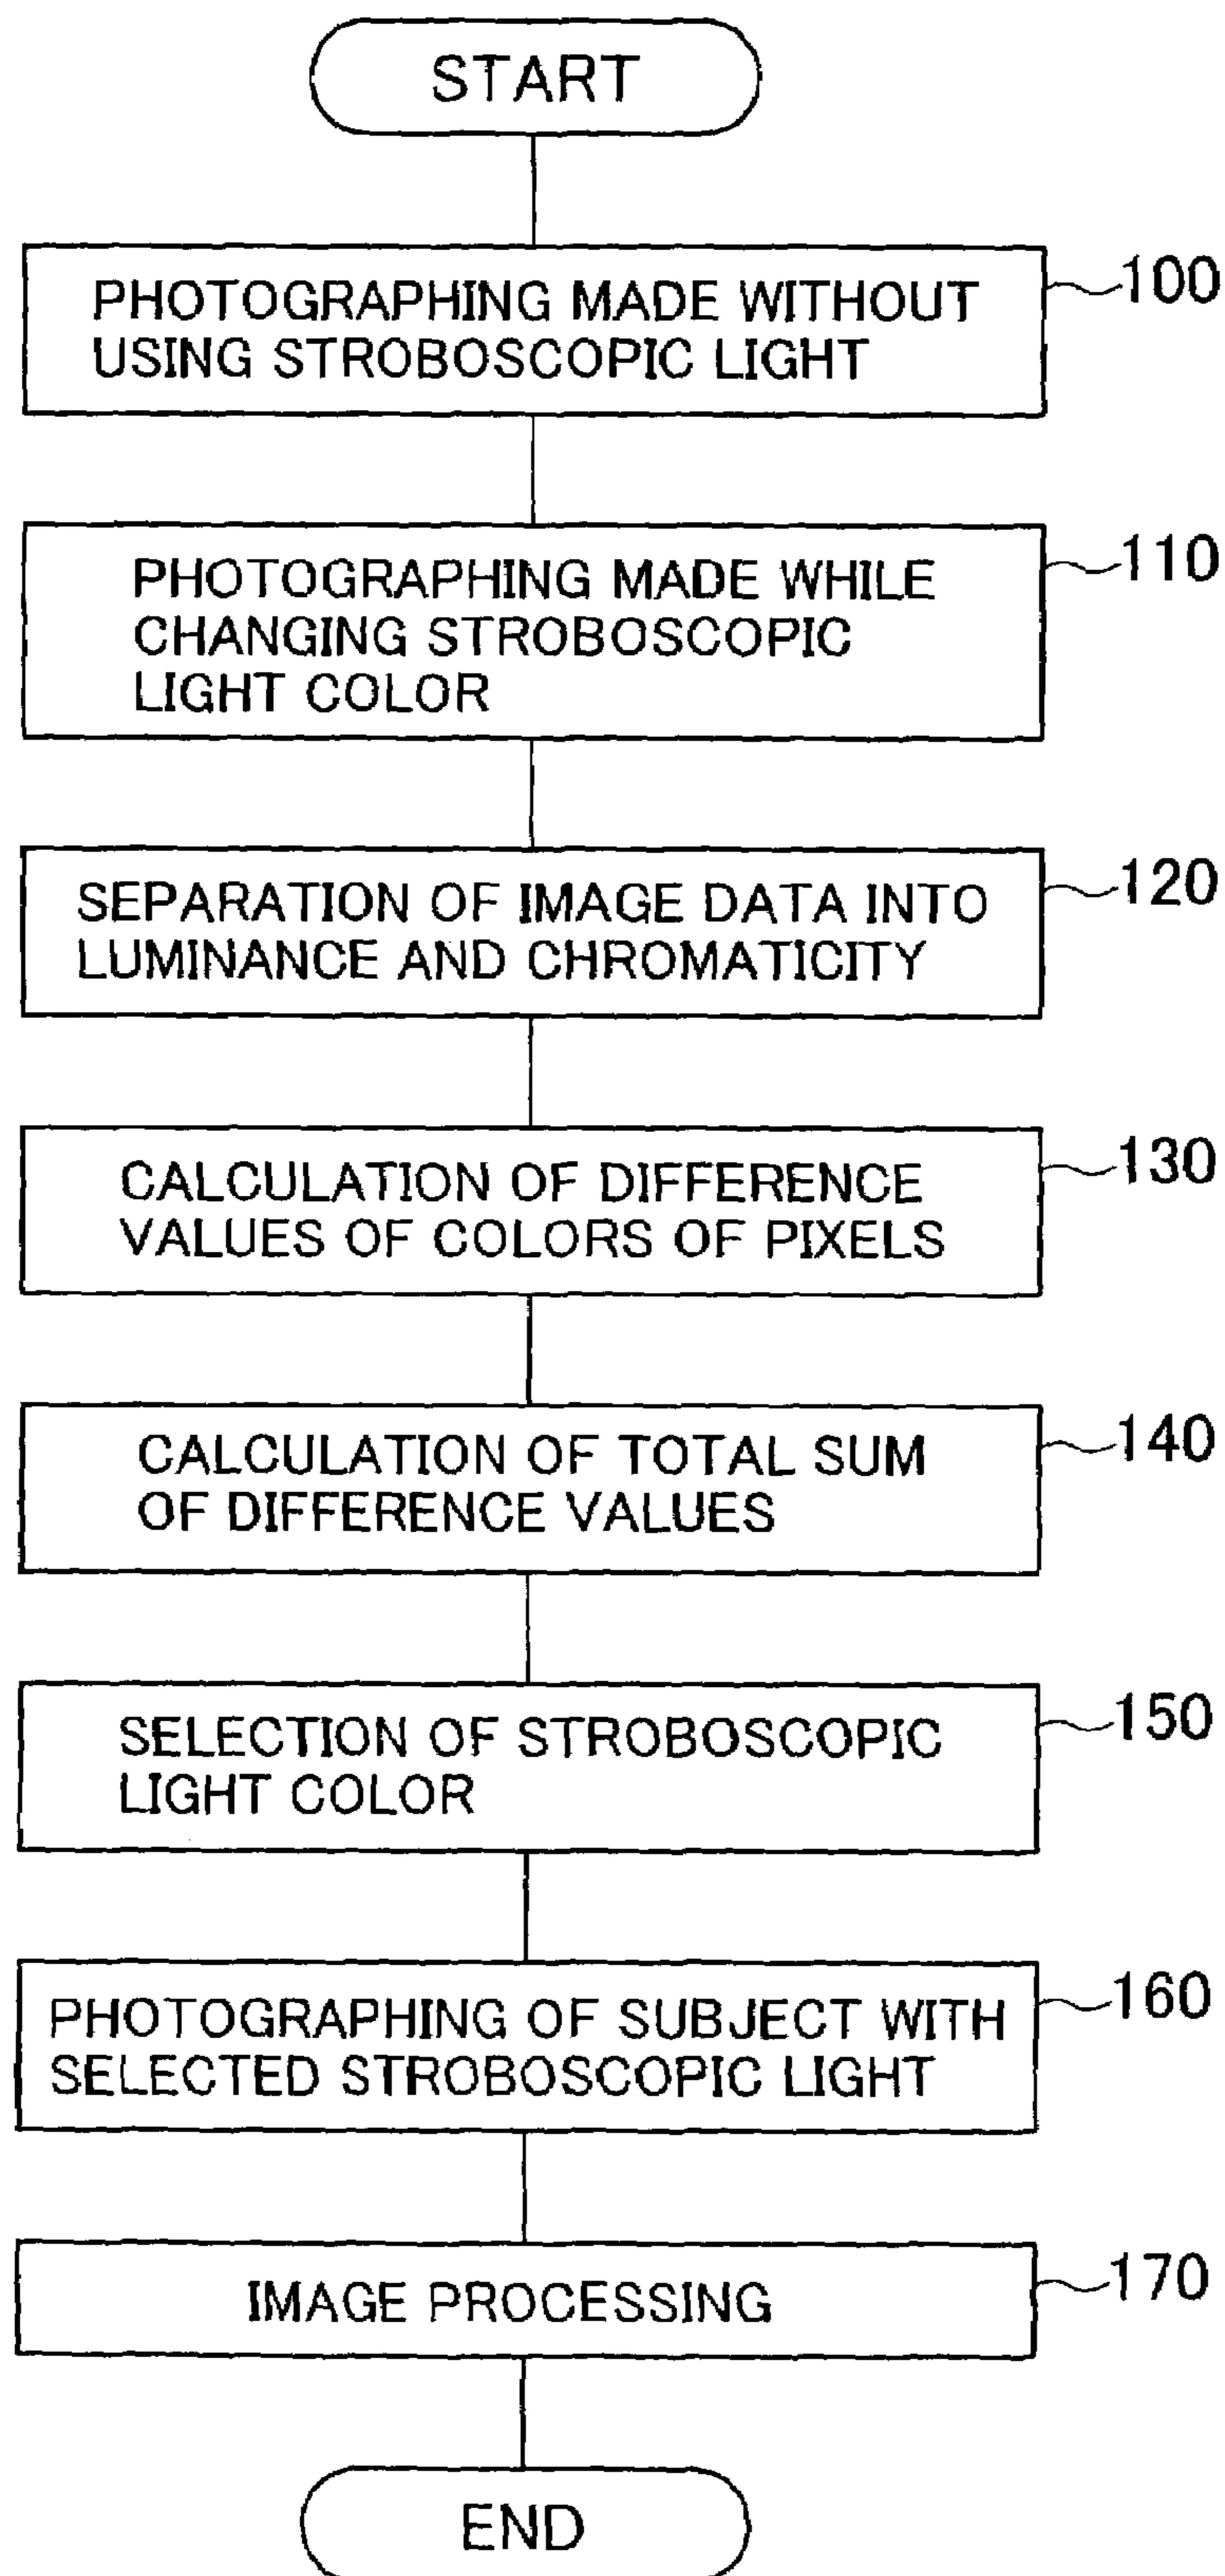 START
PHOTOGRAPHING MADE WITHOUT
USING STROBOSCOPIC LIGHT
100
PHOTOGRAPHING MADE WHILE
CHANGING STROBOSCOPIC
LIGHT COLOR
110
SEPARATION OF IMAGE DATA INTO
LUMINANCE AND CHROMATICITY
120
CALCULATION OF DIFFERENCE
VALUES OF COLORS OF PIXELS
130
CALCULATION OF TOTAL SUM
OF DIFFERENCE VALUES
140
SELECTION OF STROBOSCOPIC
LIGHT COLOR
150
PHOTOGRAPHING OF SUBJECT WITH
SELECTED STROBOSCOPIC LIGHT
160
IMAGE PROCESSING
170
END